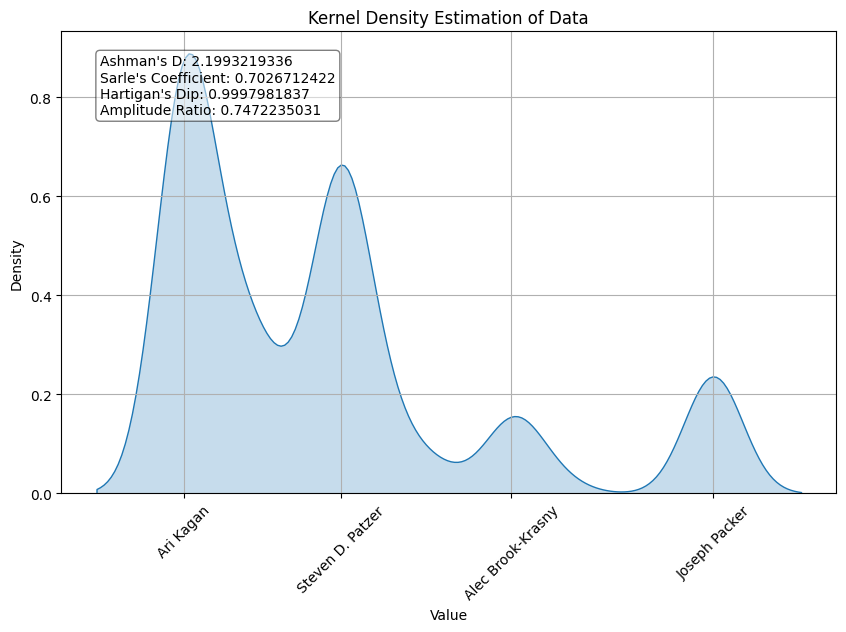 Kernel Density Estimation of Data
Ashman's D: 2.1993219336
Sarle's Coefficient: 0.7026712422
Hartigan's Dip: 0.9997981837
Amplitude Ratio: 0.7472235031
Density
0.8
0.6
0.4
0.2
0.0
Ari Kagan
Steven D. Patzer
Alec Brook-Krasny
Joseph Packer
Value